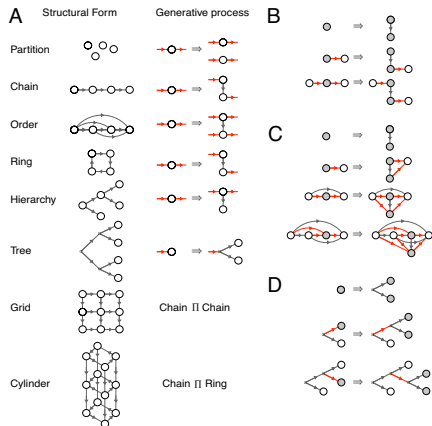 A
Structural Form
Generative process
Partition
Chain
Order
Ring
Hierarchy
Tree
Grid
Chain ∏ Chain
Cylinder
Chain ∏ Ring
B
C
D